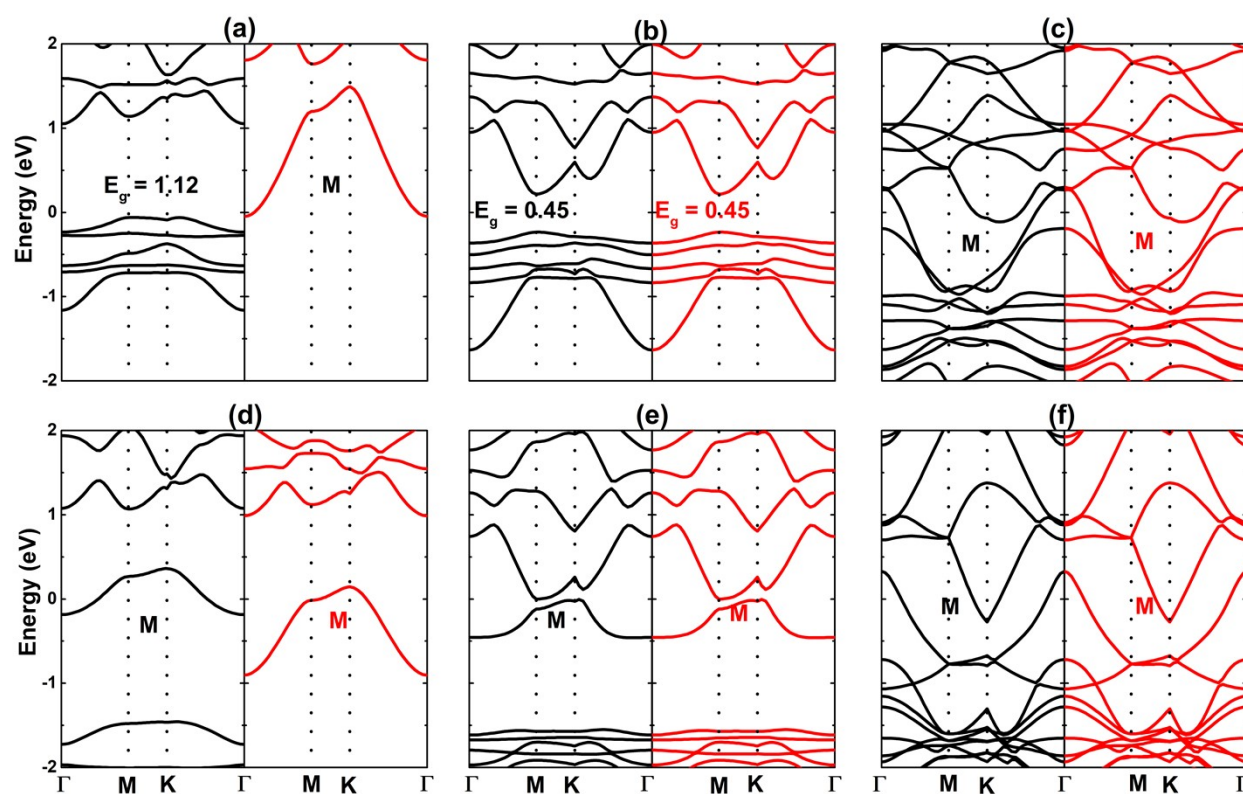 (a) (b) (c)
2 1 0 -1 -2
Energy (eV)
E_g = 1.12
M
E_g = 0.45
E_g = 0.45
M
M
(d) (e) (f)
2 1 0 -1 -2
Energy (eV)
M
M
M
M
M
M
Γ M K Γ M K Γ
Γ M K Γ M K Γ
Γ M K Γ M K Γ